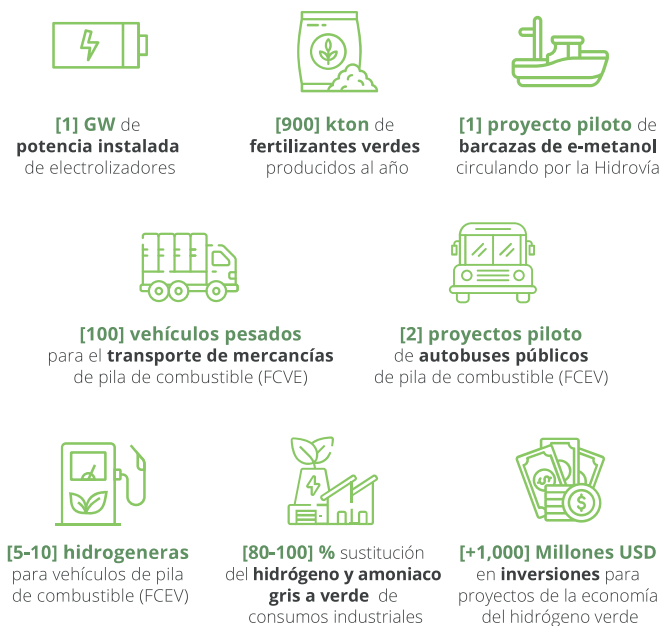 [1] GW de
potencia instalada
de electrolizadores
[900] kton de
fertilizantes verdes
producidos al año
[1] proyecto piloto de
barcazas de e-metanol
circulando por la Hidrovía
[100] vehículos pesados
para el transporte de mercancías
de pila de combustible (FCVE)
[2] proyectos piloto
de autobuses públicos
de pila de combustible (FCEV)
[5-10] hidrogeneras
para vehículos de pila
de combustible (FCEV)
[80-100] % sustitución
del hidrógeno y amoniaco
gris a verde de
consumos industriales
[+1,000] Millones USD
en inversiones para
proyectos de la economía
del hidrógeno verde